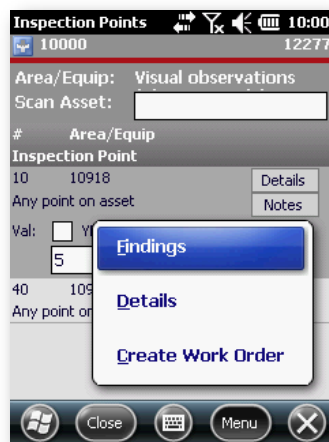 Inspection Points 10:00
10000 12277
Area/Equip: Visual observations
Scan Asset:
# Area/Equip
Inspection Point
10 10918 Details
Any point on asset Notes
Val:
5
Findings
40
Any point
Details
Create Work Order
Close Menu